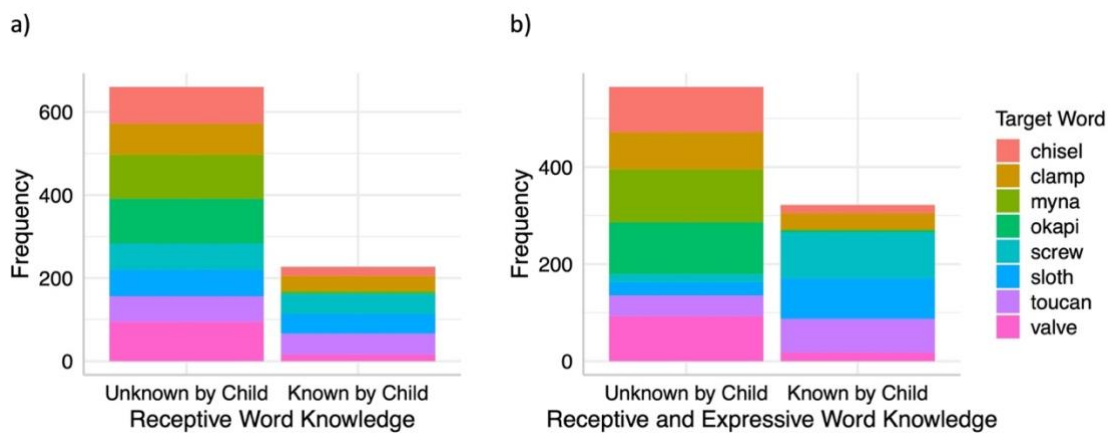 a)
b)
Frequency
600
400
200
0
Unknown by Child
Known by Child
Receptive Word Knowledge
Frequency
400
200
0
Unknown by Child
Known by Child
Receptive and Expressive Word Knowledge
Target Word
chisel
clamp
myna
okapi
screw
sloth
toucan
valve